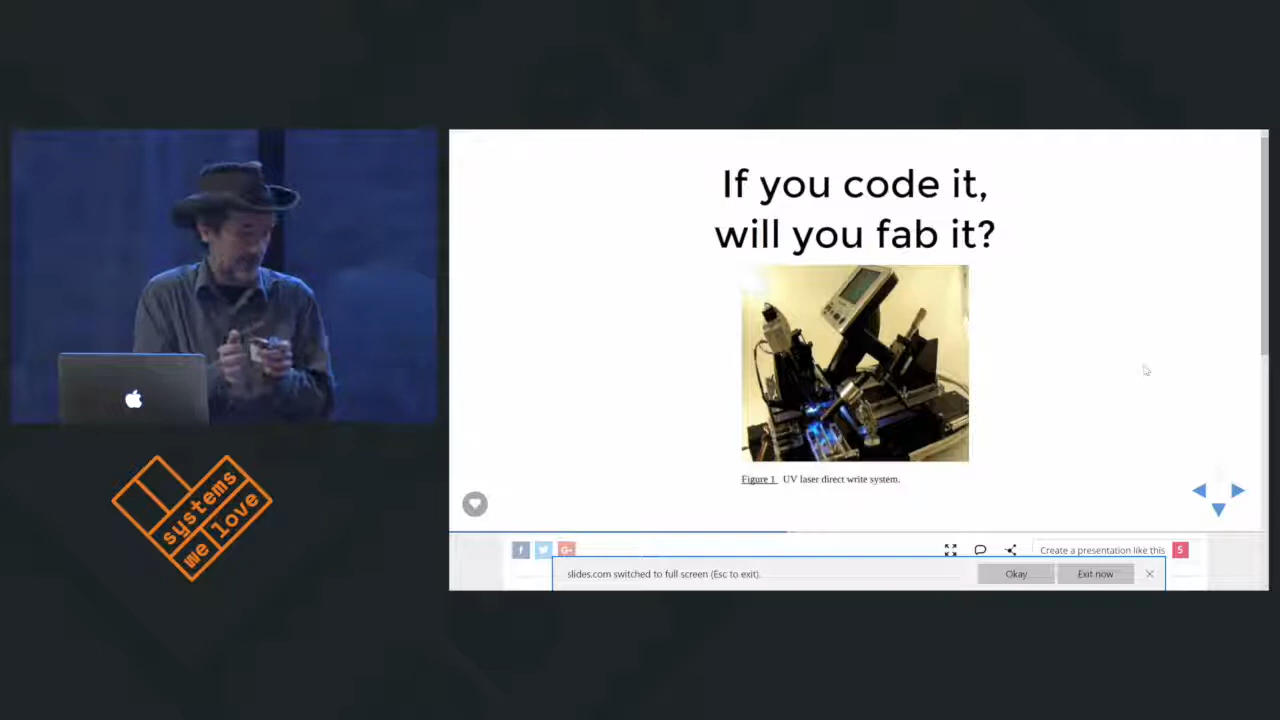 If you code it,
will you fab it?
Figure 1 UV laser direct write system.
systems
we love
f
G+
Create a presentation like this
5
slides.com switched to full screen (Esc to exit).
Okay
Exit now